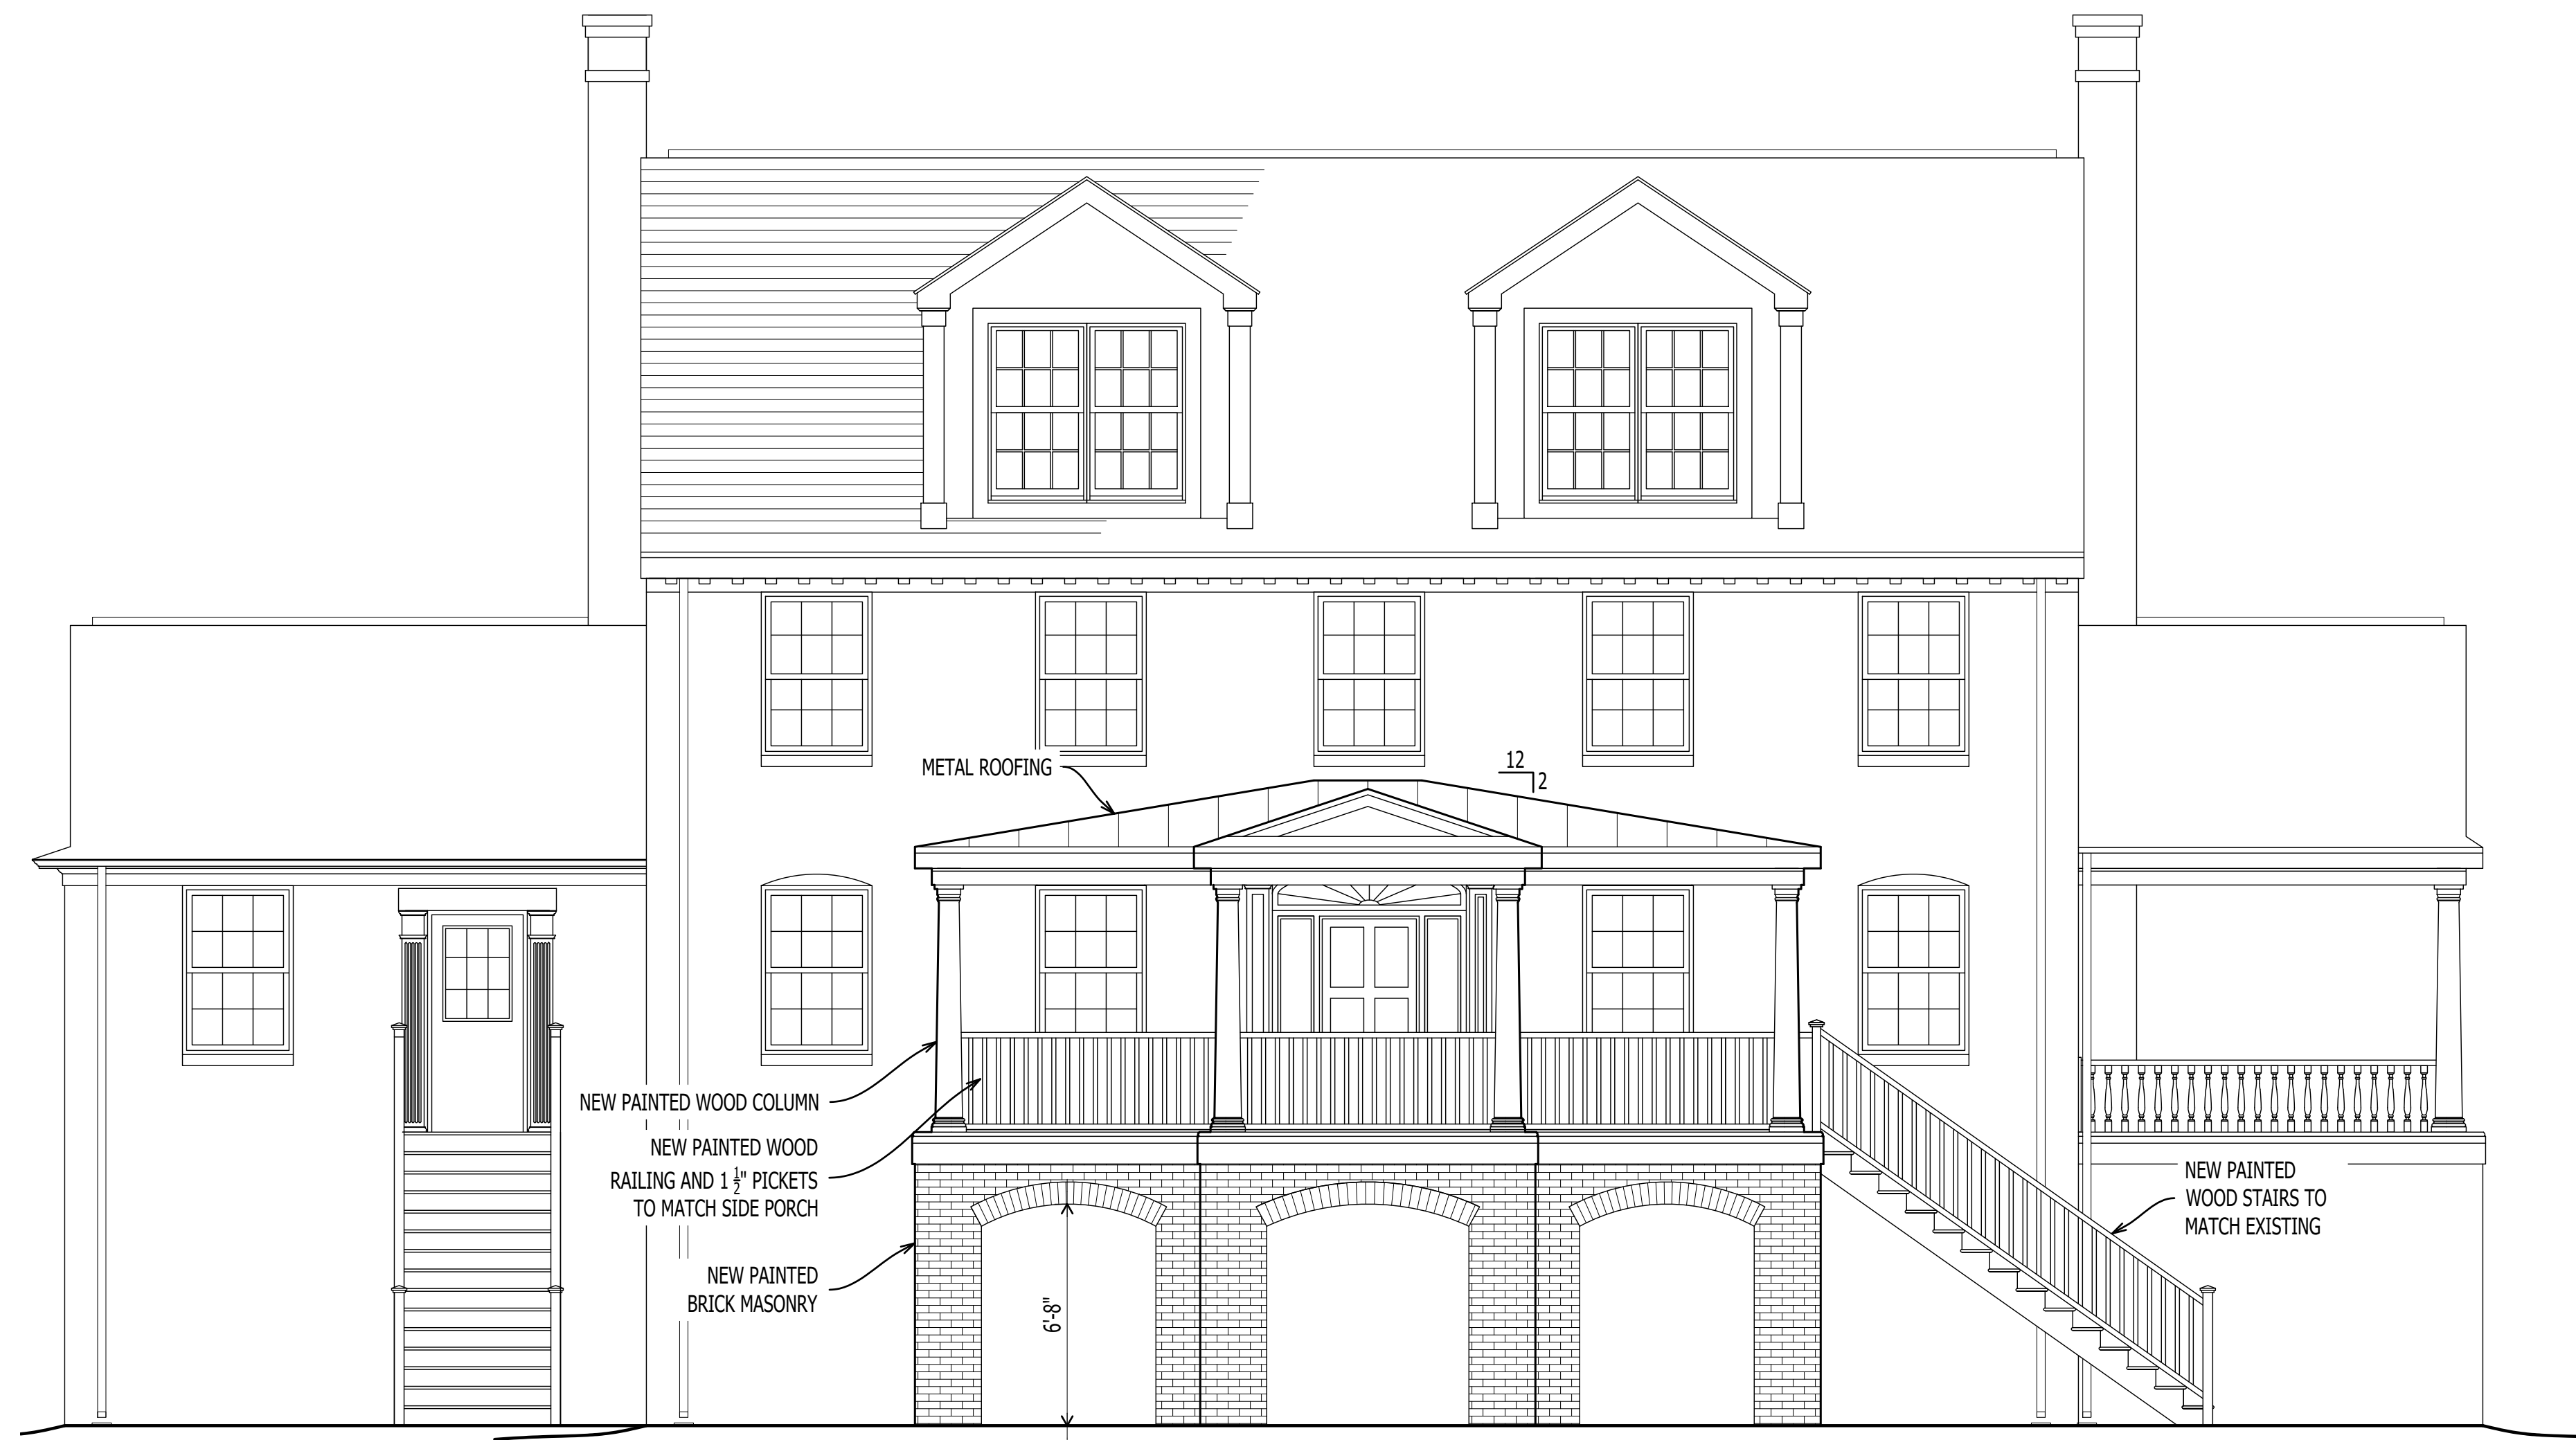 METAL ROOFING
12
2
NEW PAINTED WOOD COLUMN
NEW PAINTED WOOD
RAILING AND 1 1/2" PICKETS
TO MATCH SIDE PORCH
NEW PAINTED
BRICK MASONRY
6'-8"
NEW PAINTED
WOOD STAIRS TO
MATCH EXISTING